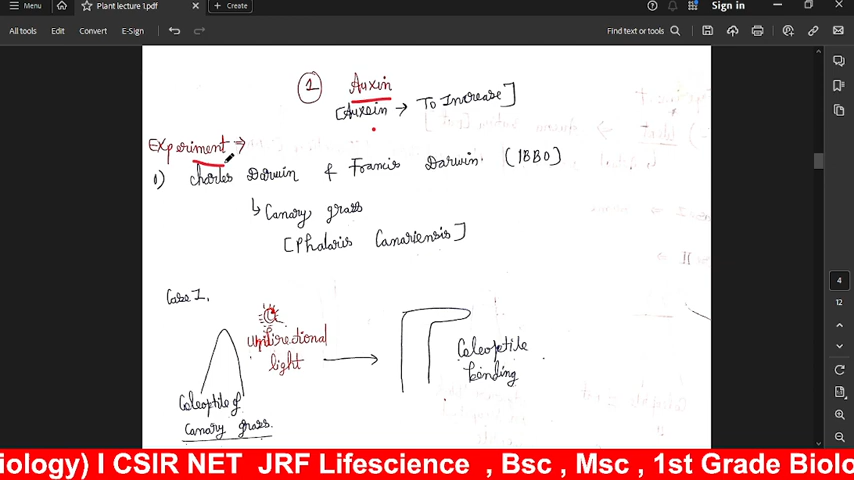 Menu
Plant lecture 1.pdf
Create
Sign in
All tools
Edit
Convert
E-Sign
Find text or tools
1 Auxin
[Auxein → To Increase]
Experiment →
1) Charles Darwin & Francis Darwin. (1880)
↳ Canary grass
[Phalaris Canariensis]
Case I.
Unidirectional
light
Coleoptile
bending
Coleoptile of
Canary grass.
4
12
iology) I CSIR NET JRF Lifescience , Bsc , Msc , 1st Grade Biolo